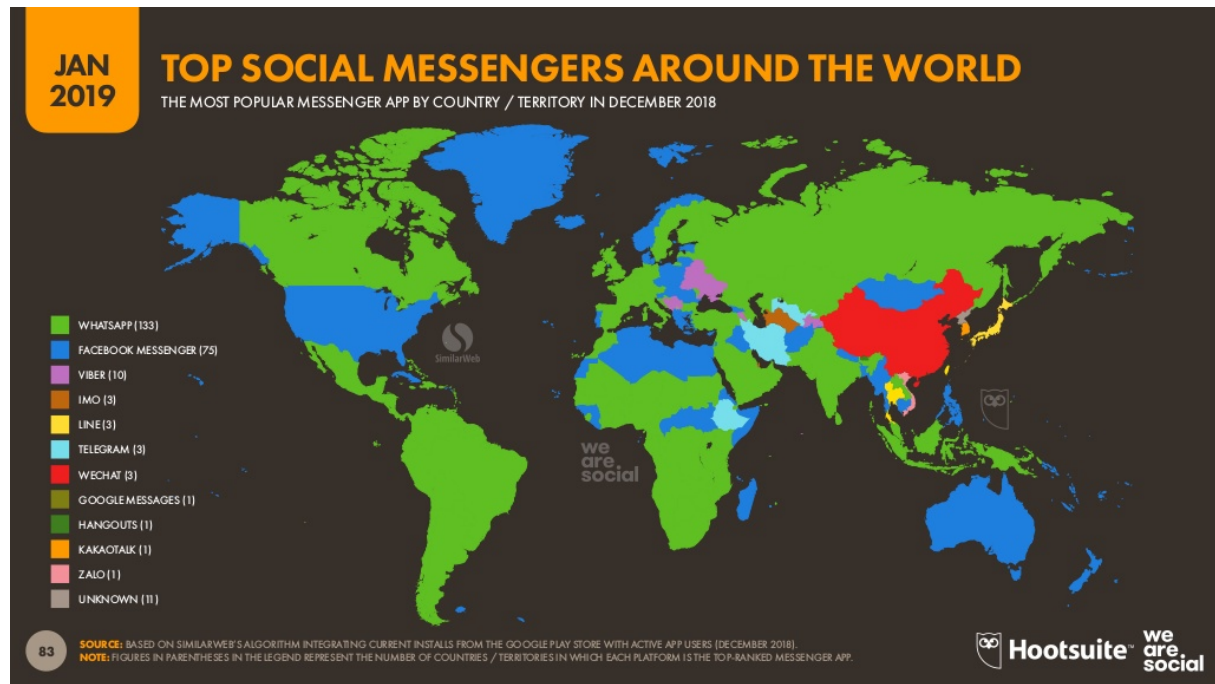 JAN
2019
TOP SOCIAL MESSENGERS AROUND THE WORLD
THE MOST POPULAR MESSENGER APP BY COUNTRY / TERRITORY IN DECEMBER 2018
WHATSAPP (133)
FACEBOOK MESSENGER (75)
VIBER (10)
IMO (3)
LINE (3)
TELEGRAM (3)
WECHAT (3)
GOOGLE MESSAGES (1)
HANGOUTS (1)
KAKAOTALK (1)
ZALO (1)
UNKNOWN (11)
SimilarWeb
we
are
social
83
SOURCE: BASED ON SIMILARWEB'S ALGORITHM INTEGRATING CURRENT INSTALLS FROM THE GOOGLE PLAY STORE WITH ACTIVE APP USERS (DECEMBER 2018).
NOTE: FIGURES IN PARENTHESES IN THE LEGEND REPRESENT THE NUMBER OF COUNTRIES / TERRITORIES IN WHICH EACH PLATFORM IS THE TOP-RANKED MESSENGER APP.
Hootsuite™
we
are
social